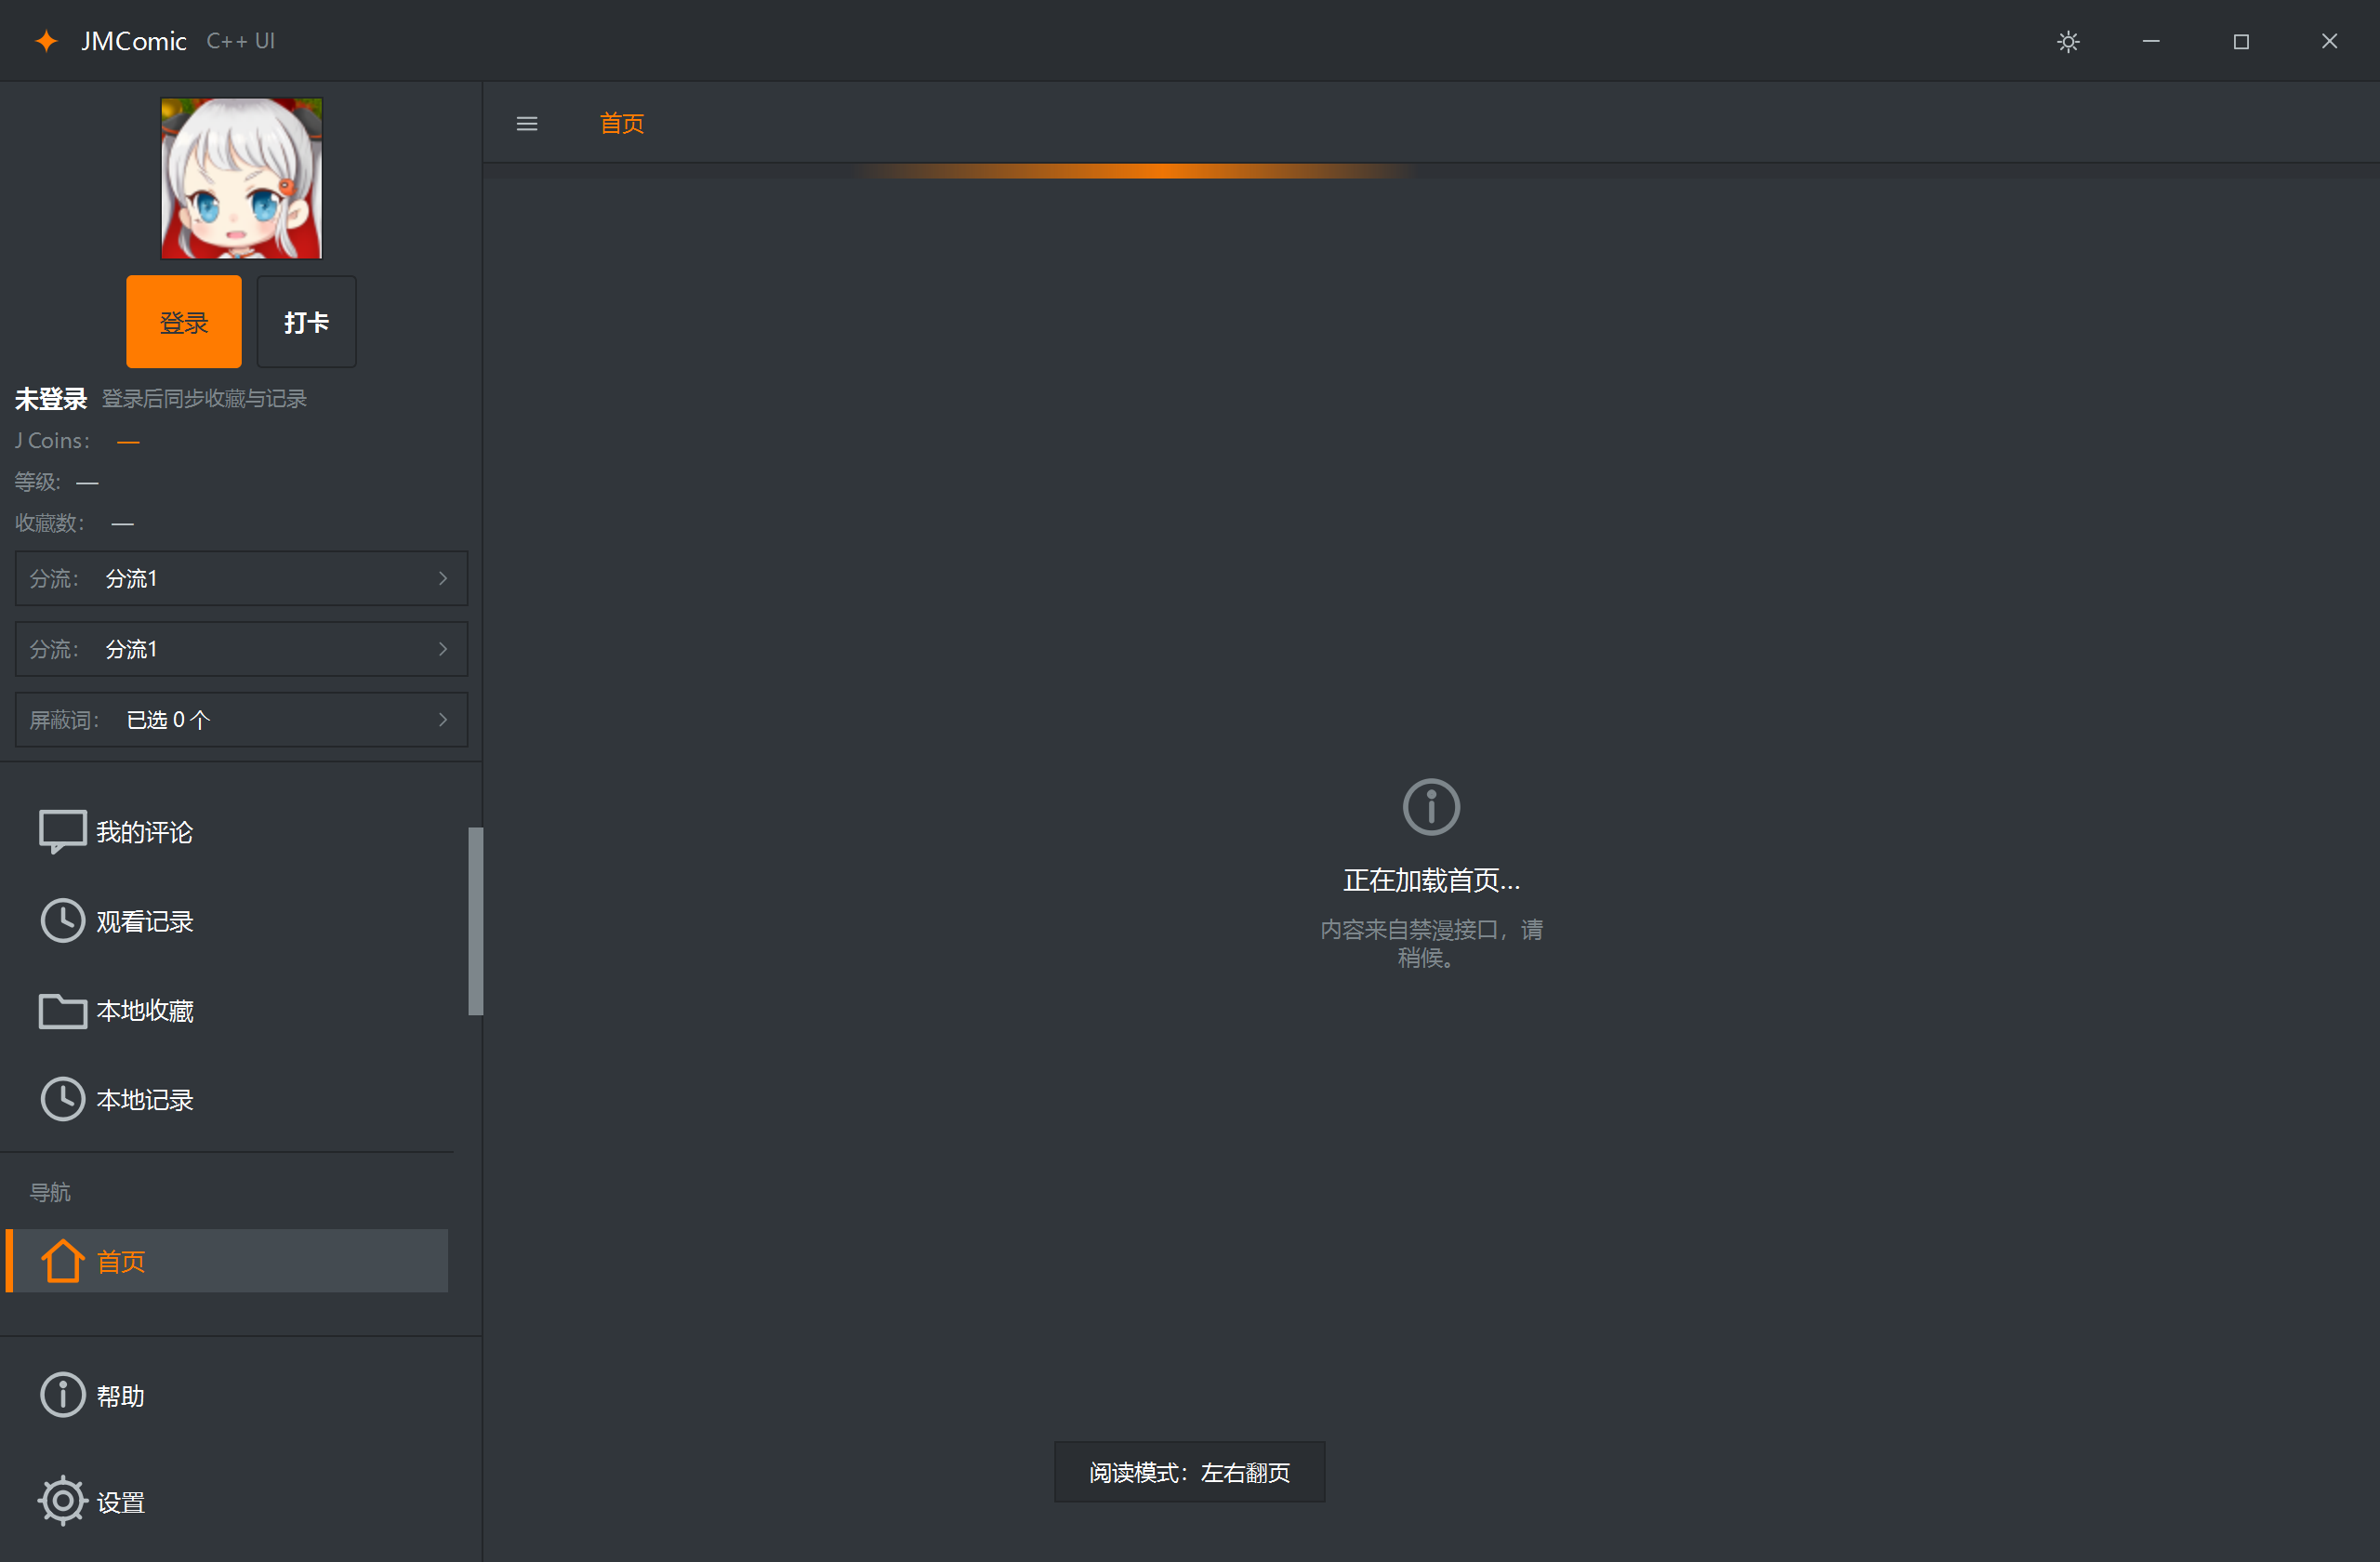 JMComic C++ UI
首页
登录
打卡
未登录 登录后同步收藏与记录
J Coins： —
等级： —
收藏数： —
分流： 分流1
分流： 分流1
屏蔽词： 已选 0 个
我的评论
观看记录
本地收藏
本地记录
导航
首页
帮助
设置
正在加载首页...
内容来自禁漫接口，请
稍候。
阅读模式：左右翻页